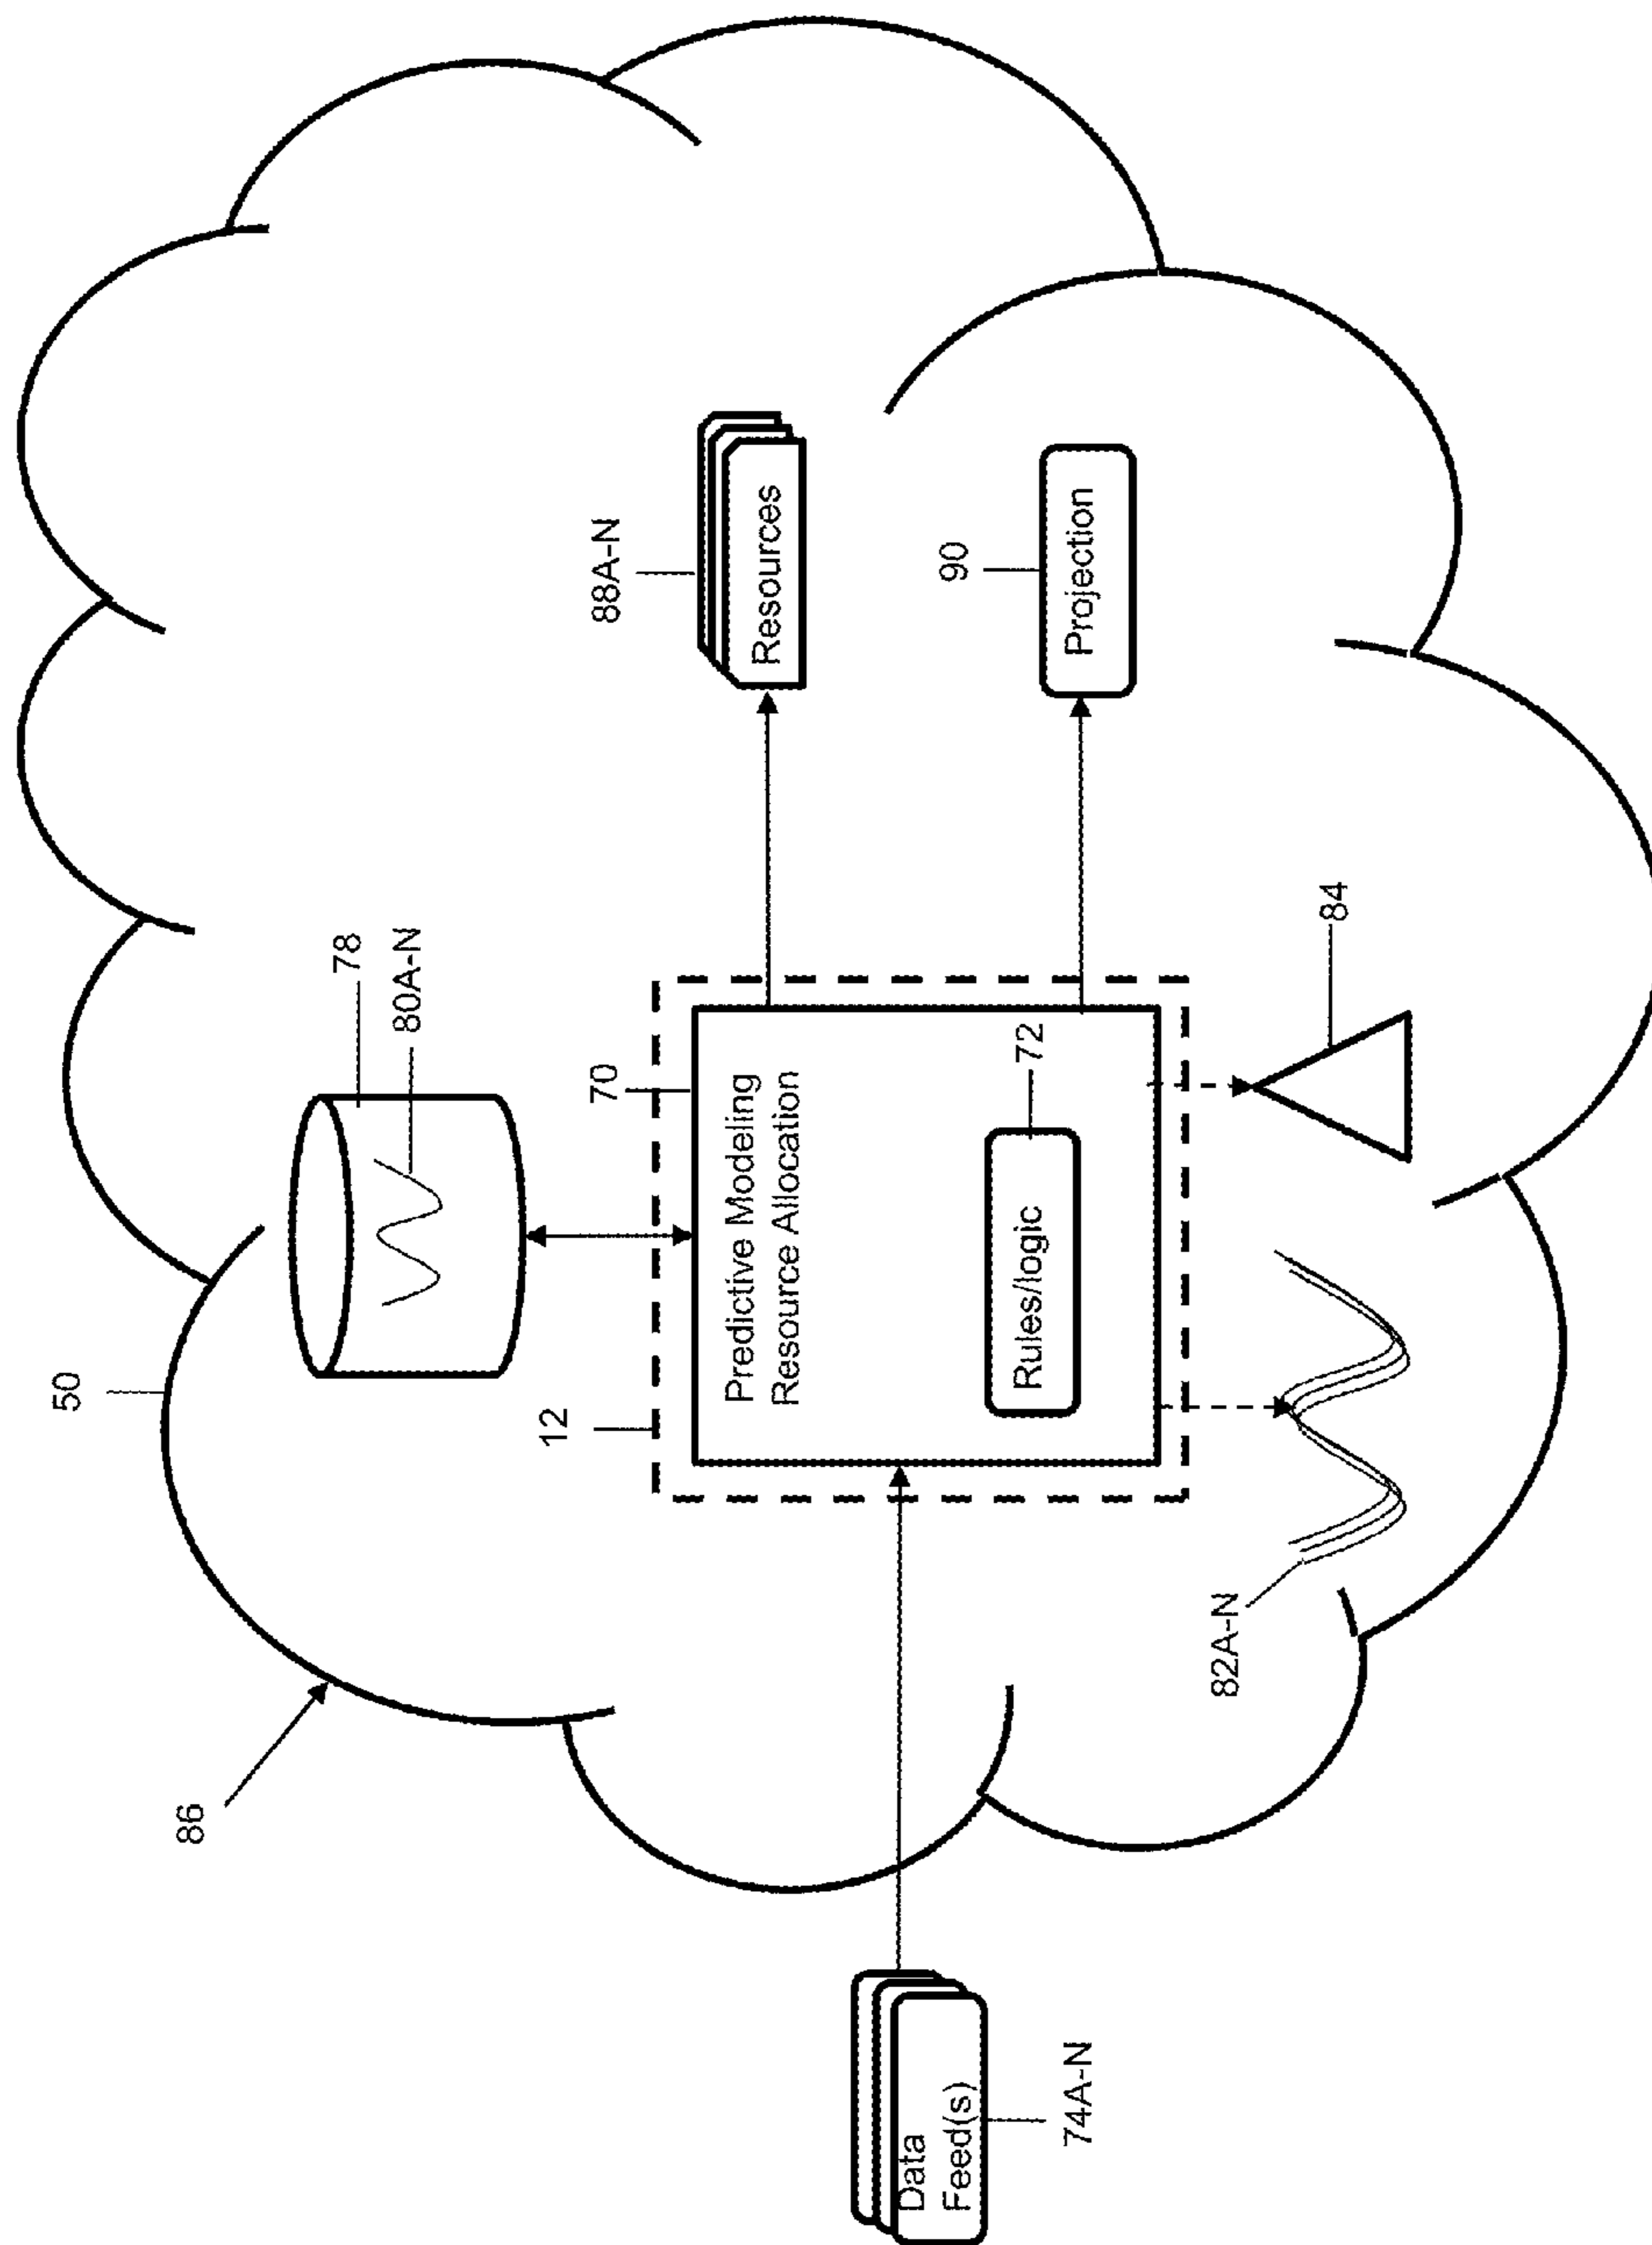 86
50
78
80A-N
12
70
Predictive Modeling
Resource Allocation
Rules/logic
72
88A-N
Resources
90
Projection
Data
Feed(s)
74A-N
82A-N
84